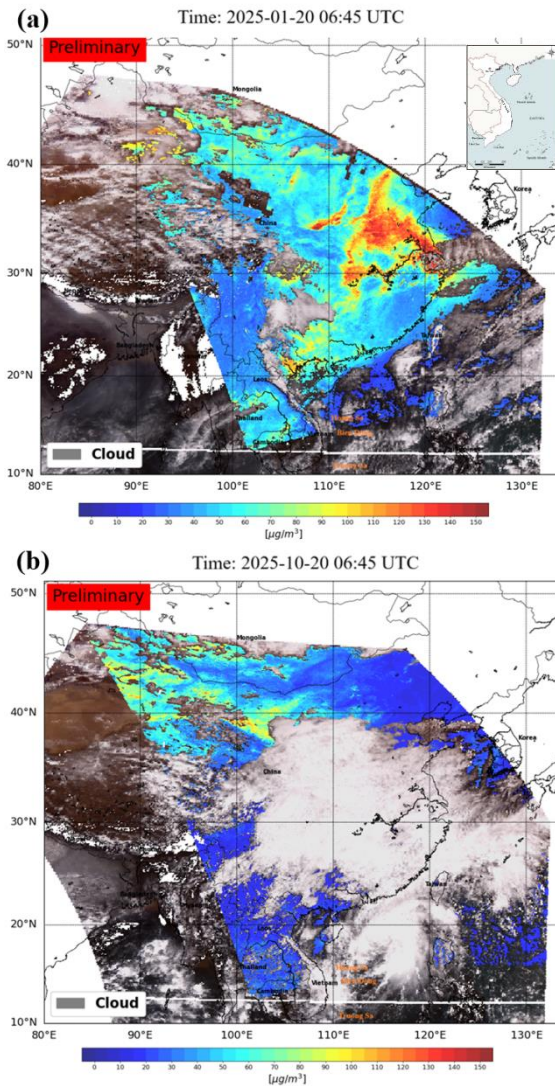 (a)
Time: 2025-01-20 06:45 UTC
50°N
Preliminary
Mongolia
40°N
Korea
China
30°N
Bangladesh
20°N
Laos
Thailand
Cambodia
Cloud
10°N
80°E 90°E 100°E 110°E 120°E 130°E
0 10 20 30 40 50 60 70 80 90 100 110 120 130 140 150
[μg/m³]
(b)
Time: 2025-10-20 06:45 UTC
50°N
Preliminary
Mongolia
40°N
Korea
China
30°N
Taiwan
20°N
Laos
Thailand
Vietnam
Cambodia
Cloud
10°N
80°E 90°E 100°E 110°E 120°E 130°E
0 10 20 30 40 50 60 70 80 90 100 110 120 130 140 150
[μg/m³]